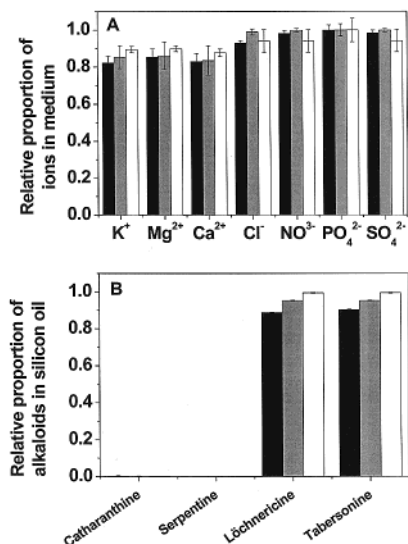 A
Relative proportion of
ions in medium
1.0
0.8
0.6
0.4
0.2
0.0
K⁺ Mg²⁺ Ca²⁺ Cl⁻ NO³⁻ PO₄²⁻ SO₄²⁻
B
Relative proportion of
alkaloids in silicon oil
1.0
0.8
0.6
0.4
0.2
0.0
Catharanthine
Serpentine
Löchnericine
Tabersonine